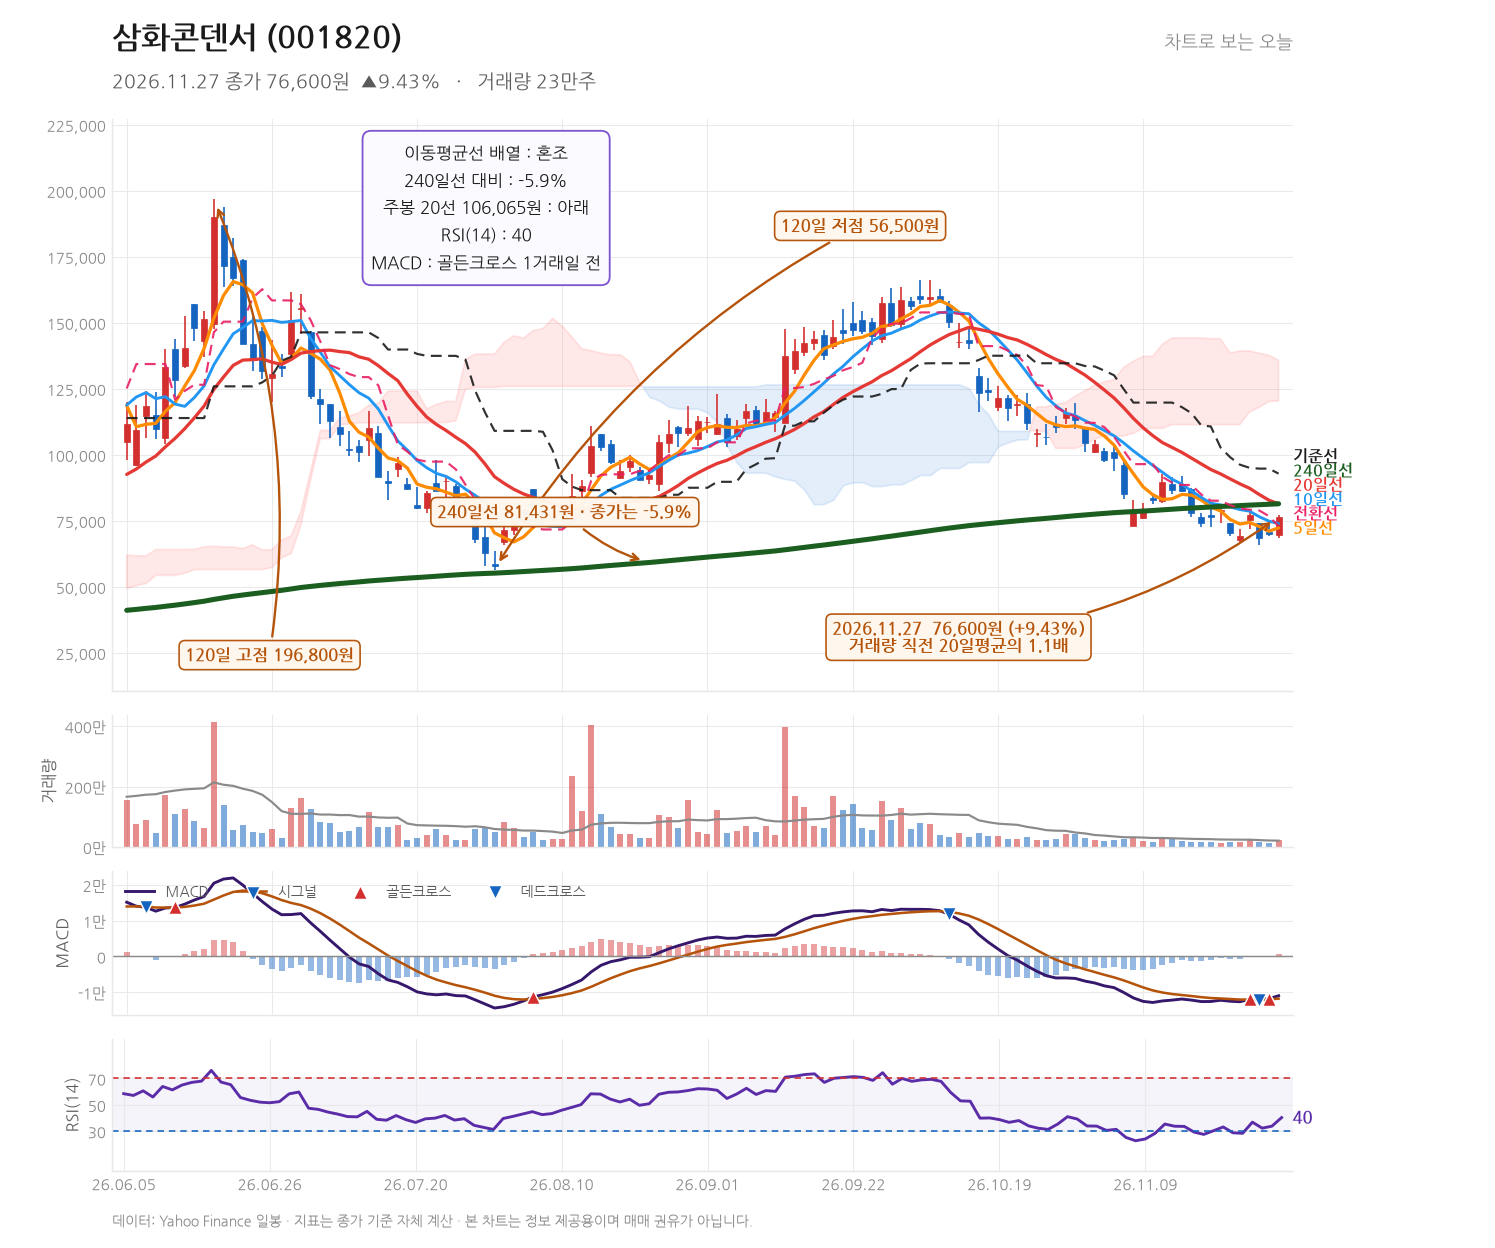 삼화콘덴서 (001820)
차트로 보는 오늘
2026.11.27 종가 76,600원 ▲9.43% · 거래량 23만주
225,000
200,000
175,000
150,000
125,000
100,000
75,000
50,000
25,000
이동평균선 배열 : 혼조
240일선 대비 : -5.9%
주봉 20선 106,065원 : 아래
RSI(14) : 40
MACD : 골든크로스 1거래일 전
120일 저점 56,500원
240일선 81,431원 · 종가는 -5.9%
120일 고점 196,800원
2026.11.27 76,600원 (+9.43%)
거래량 직전 20일평균의 1.1배
기준선
240일선
20일선
10일선
전환선
5일선
거래량
400만
200만
0만
MACD
2만
1만
0
-1만
MACD
시그널
골든크로스
데드크로스
RSI(14)
70
50
30
40
26.06.05
26.06.26
26.07.20
26.08.10
26.09.01
26.09.22
26.10.19
26.11.09
데이터: Yahoo Finance 일봉 · 지표는 종가 기준 자체 계산 · 본 차트는 정보 제공용이며 매매 권유가 아닙니다.